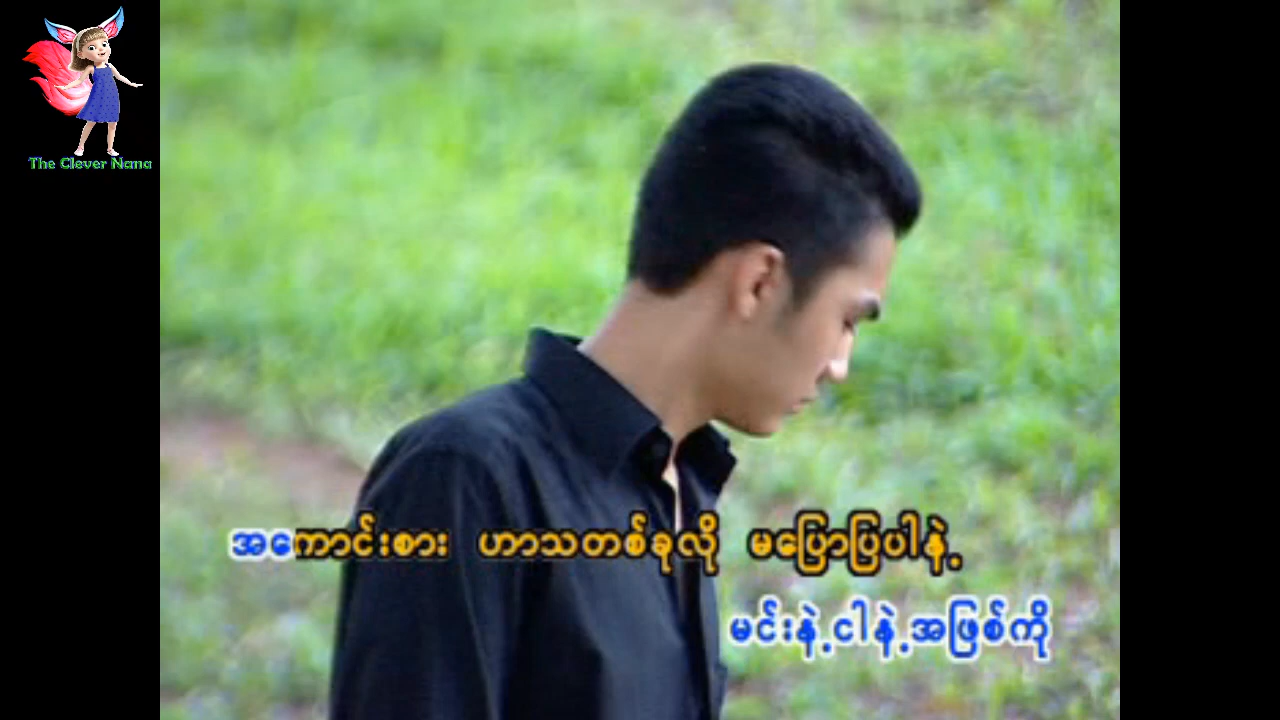 The Clever Nana
အကောင်းစား ဟာသတစ်ခုလို မပြောပြပါနဲ့
မင်းနဲ့ငါနဲ့အဖြစ်ကို